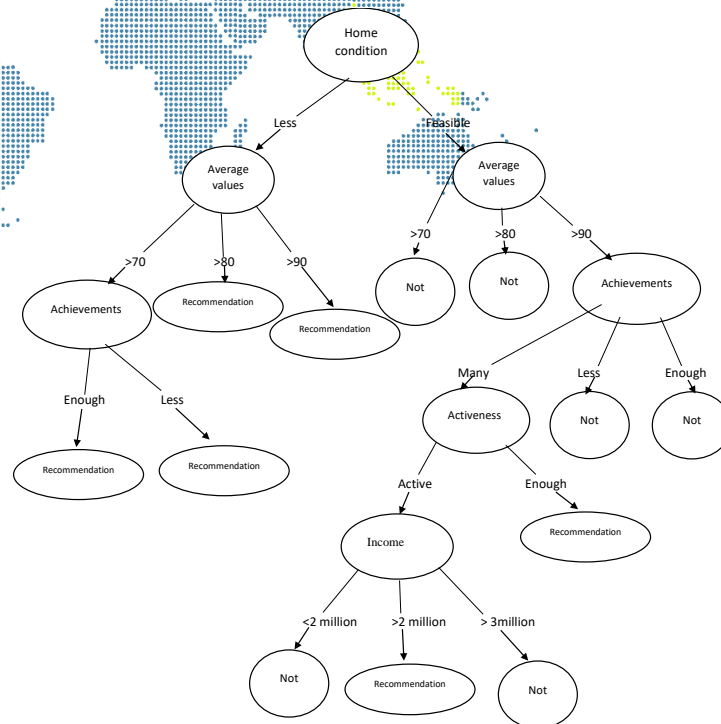 Home
condition
Less
Feasible
Average
values
Average
values
>70
>80
>90
>70
>80
>90
Achievements
Recommendation
Recommendation
Not
Not
Achievements
Enough
Less
Many
Less
Enough
Recommendation
Recommendation
Activeness
Not
Not
Active
Enough
Income
Recommendation
<2 million
>2 million
> 3million
Not
Recommendation
Not